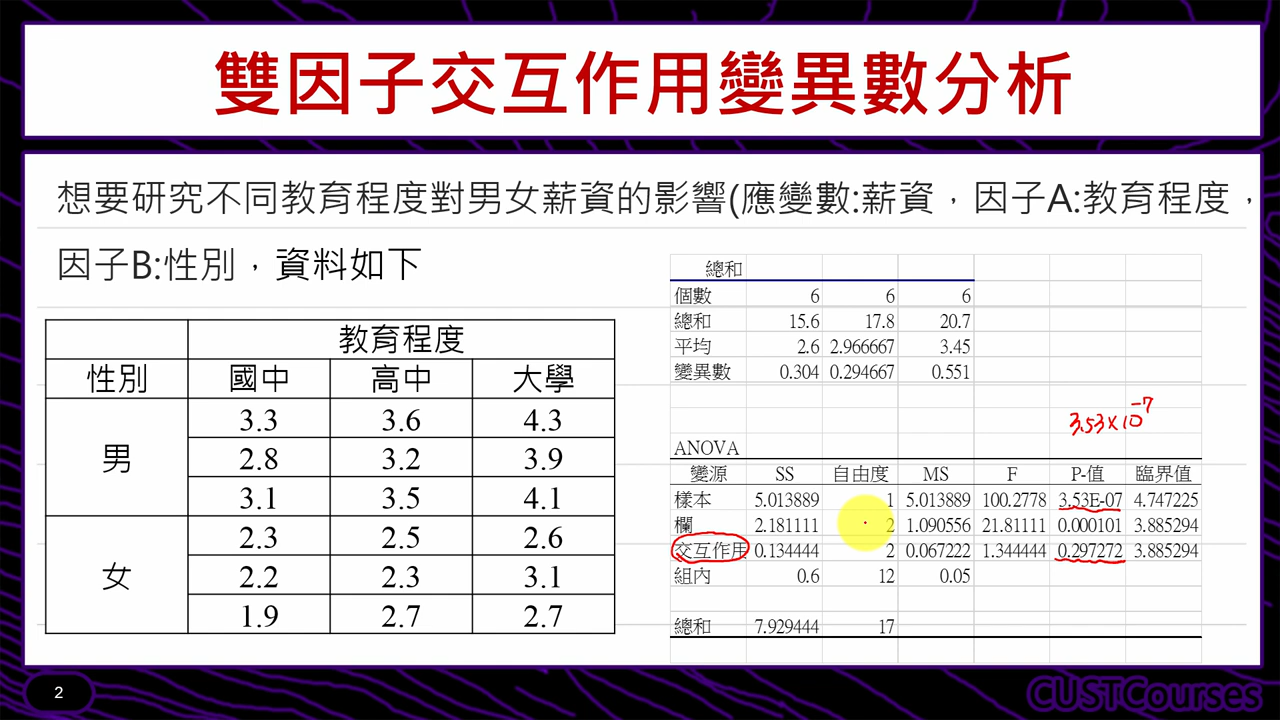 雙因子交互作用變異數分析
想要研究不同教育程度對男女薪資的影響(應變數:薪資，因子A:教育程度，
因子B:性別，資料如下
教育程度
性別 國中 高中 大學
男
3.3 3.6 4.3
2.8 3.2 3.9
3.1 3.5 4.1
女
2.3 2.5 2.6
2.2 2.3 3.1
1.9 2.7 2.7
總和
個數 6 6 6
總和 15.6 17.8 20.7
平均 2.6 2.966667 3.45
變異數 0.304 0.294667 0.551
3.53×10⁻⁷
ANOVA
變源 SS 自由度 MS F P-值 臨界值
樣本 5.013889 1 5.013889 100.2778 3.53E-07 4.747225
欄 2.181111 2 1.090556 21.81111 0.000101 3.885294
交互作用 0.134444 2 0.067222 1.344444 0.297272 3.885294
組內 0.6 12 0.05
總和 7.929444 17
2
CUSTCourses